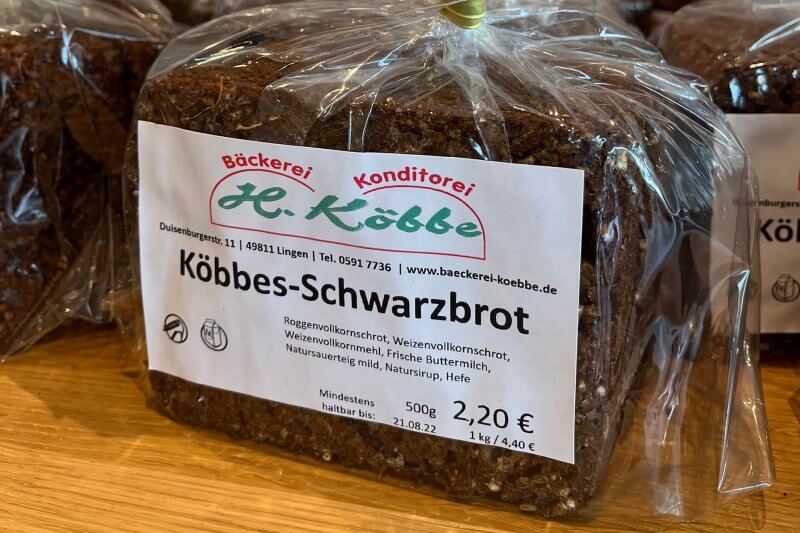 Bäckerei Konditorei
H. Köbbe
Duisenburgerstr. 11 | 49811 Lingen | Tel. 0591 7736 | www.baeckerei-koebbe.de
Köbbes-Schwarzbrot
Roggenvollkornschrot, Weizenvollkornschrot,
Weizenvollkornmehl, Frische Buttermilch,
Natursauerteig mild, Natursirup, Hefe
Mindestens 500g 2,20 €
haltbar bis: 21.08.22 1 kg / 4,40 €
Duisenburgers
Köb